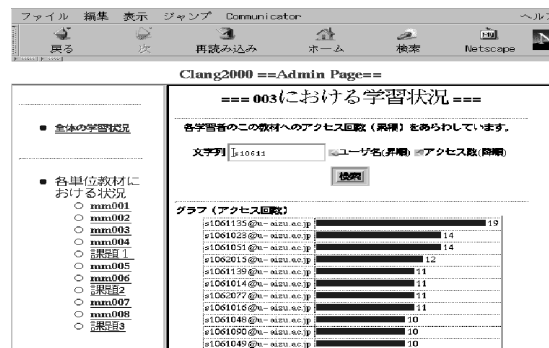 ファイル 編集 表示 ジャンプ Communicator ヘルプ
戻る 次 再読み込み ホーム 検索 Netscape
Clang2000 ==Admin Page==
全体の学習状況
各単位教材に
おける状況
mm001
mm002
mm003
mm004
課題1
mm005
mm006
課題2
mm007
mm008
課題3
=== 003における学習状況 ===
各学習者のこの教材へのアクセス回数（累積）をあらわしています。
文字列 s10611 ユーザ名(昇順) アクセス数(降順)
検索
グラフ（アクセス回数）
s1061135@u-aizu.ac.jp 19
s1061023@u-aizu.ac.jp 14
s1061051@u-aizu.ac.jp 14
s1062015@u-aizu.ac.jp 12
s1061139@u-aizu.ac.jp 11
s1061014@u-aizu.ac.jp 11
s1062077@u-aizu.ac.jp 11
s1061016@u-aizu.ac.jp 11
s1061048@u-aizu.ac.jp 10
s1061090@u-aizu.ac.jp 10
s1061049@u-aizu.ac.jp 10